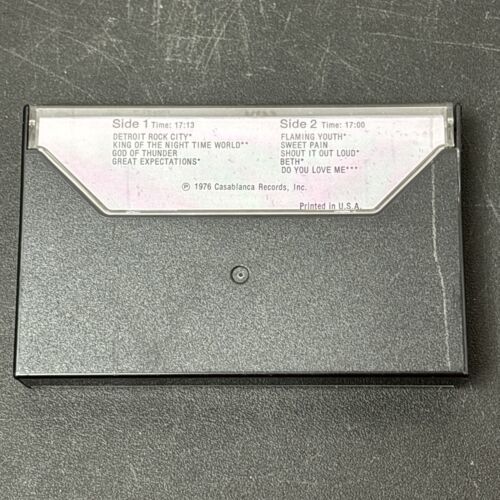 Side 1 Time: 17:13
DETROIT ROCK CITY*
KING OF THE NIGHT TIME WORLD**
GOD OF THUNDER
GREAT EXPECTATIONS*
Side 2 Time: 17:00
FLAMING YOUTH*
SWEET PAIN
SHOUT IT OUT LOUD*
BETH*
DO YOU LOVE ME***
℗ 1976 Casablanca Records, Inc.
Printed in U.S.A.